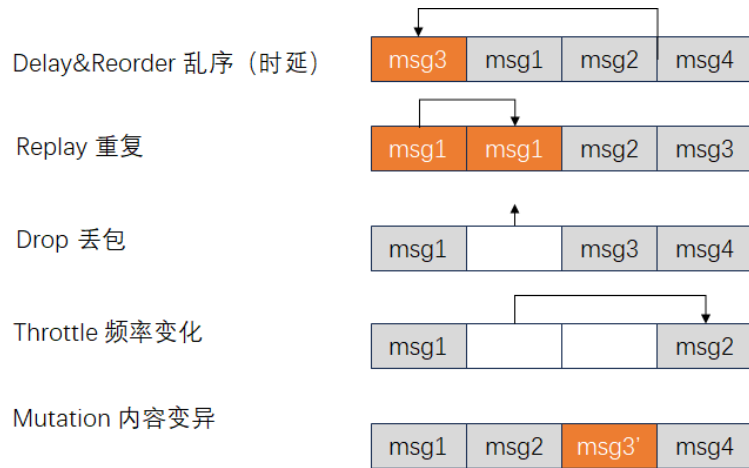 Delay&Reorder 乱序（时延）
msg3 msg1 msg2 msg4
Replay 重复
msg1 msg1 msg2 msg3
Drop 丢包
msg1 msg3 msg4
Throttle 频率变化
msg1 msg2
Mutation 内容变异
msg1 msg2 msg3' msg4